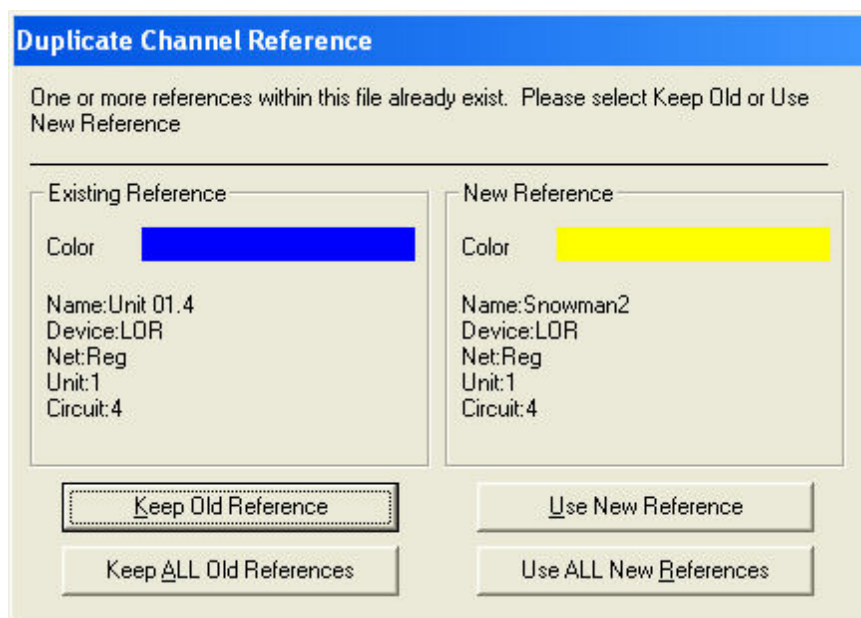 Duplicate Channel Reference
One or more references within this file already exist.  Please select Keep Old or Use
New Reference
Existing Reference
Color
Name:Unit 01.4
Device:LOR
Net:Reg
Unit:1
Circuit:4
New Reference
Color
Name:Snowman2
Device:LOR
Net:Reg
Unit:1
Circuit:4
Keep Old Reference
Use New Reference
Keep ALL Old References
Use ALL New References